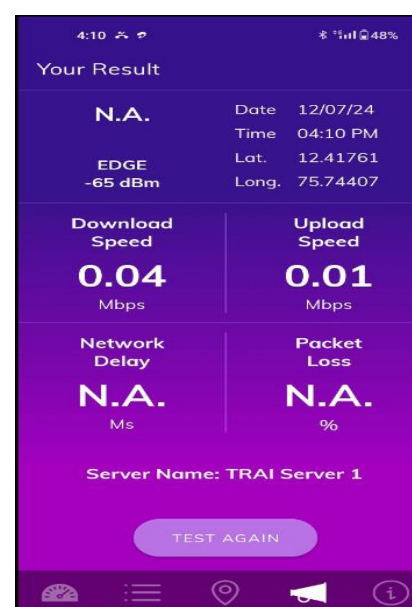 4:10
48%
Your Result
N.A.
EDGE
-65 dBm
Date 12/07/24
Time 04:10 PM
Lat. 12.41761
Long. 75.74407
Download
Speed
0.04
Mbps
Upload
Speed
0.01
Mbps
Network
Delay
N.A.
Ms
Packet
Loss
N.A.
%
Server Name: TRAI Server 1
TEST AGAIN